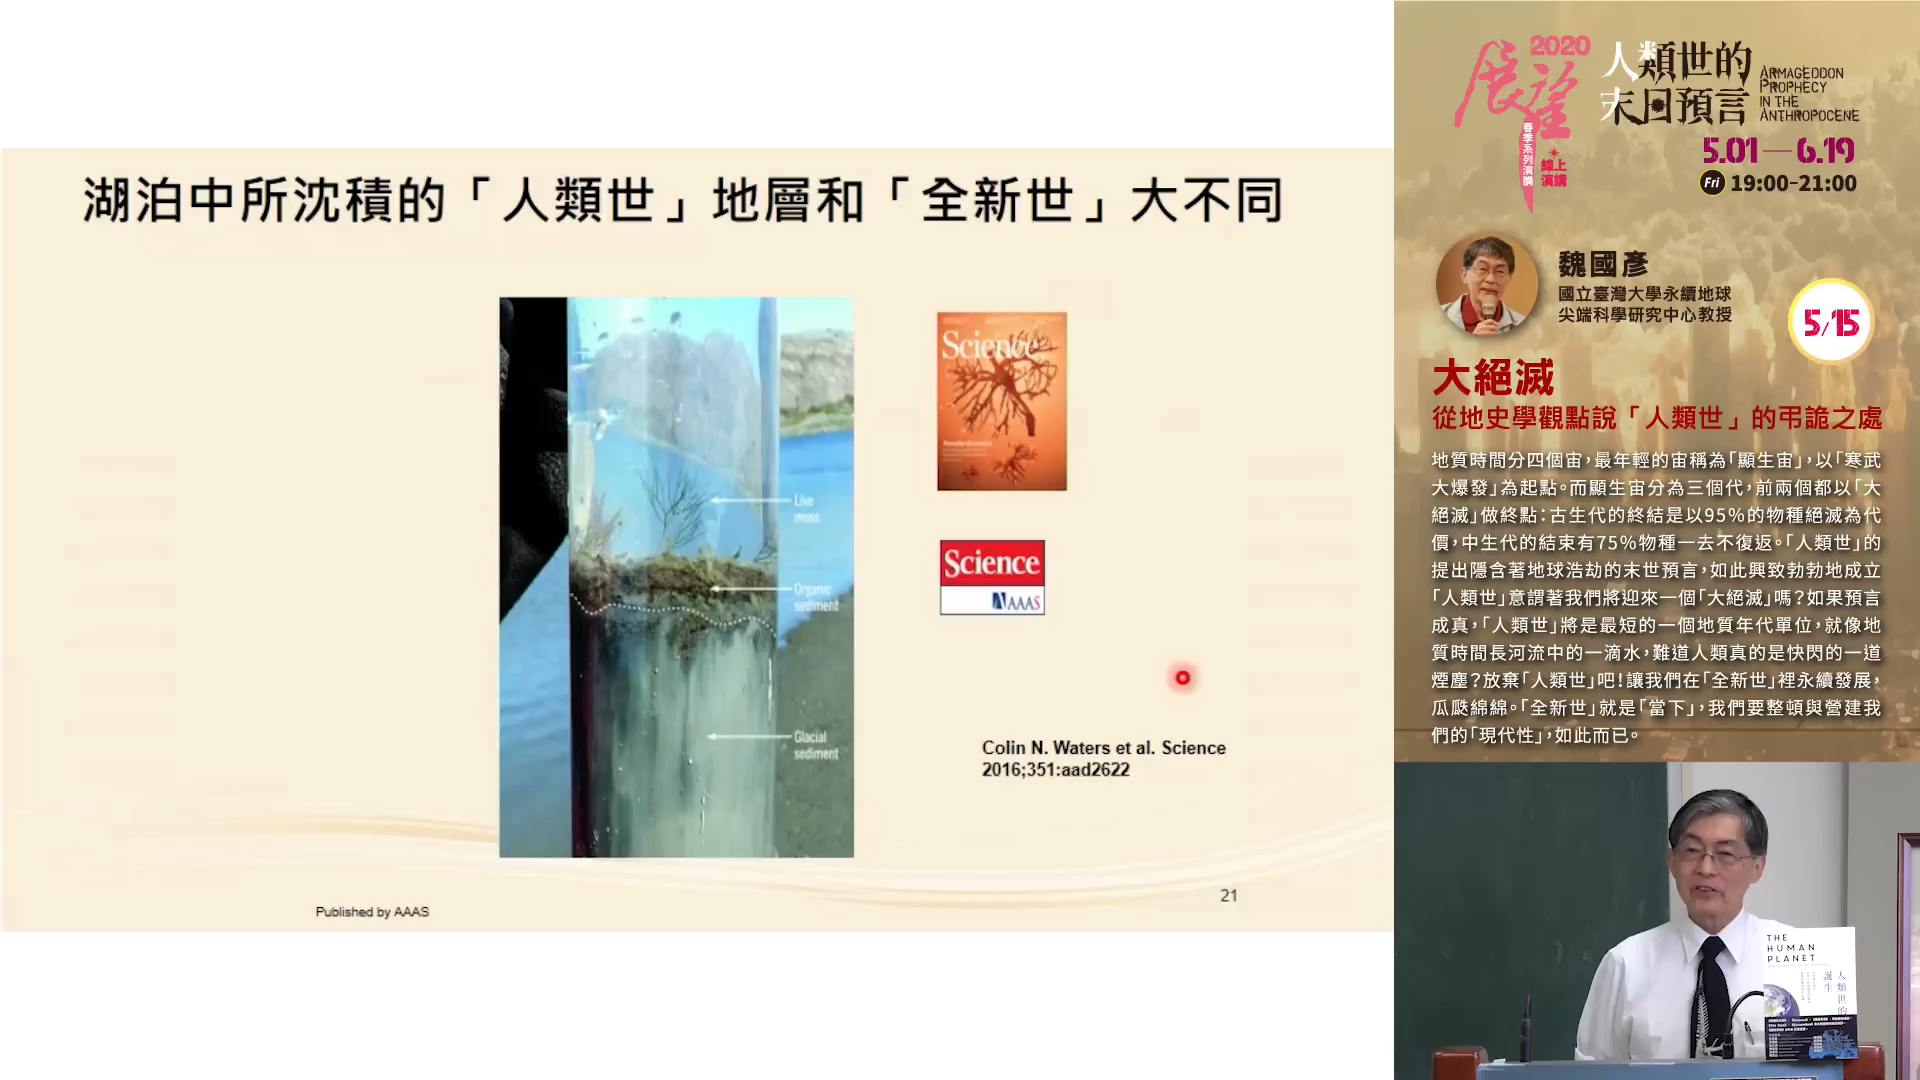 湖泊中所沈積的「人類世」地層和「全新世」大不同
Live
moss
Organic
sediment
Glacial
sediment
Science
Science
AAAS
Colin N. Waters et al. Science
2016;351:aad2622
Published by AAAS
21
2020
展望
春季系列演講
線上
演講
人類世的
末日預言
ARMAGEDDON
PROPHECY
IN THE
ANTHROPOCENE
5.01—6.19
Fri 19:00-21:00
魏國彥
國立臺灣大學永續地球
尖端科學研究中心教授
5/15
大絕滅
從地史學觀點說「人類世」的弔詭之處
地質時間分四個宙,最年輕的宙稱為「顯生宙」,以「寒武
大爆發」為起點。而顯生宙分為三個代,前兩個都以「大
絕滅」做終點:古生代的終結是以95%的物種絕滅為代
價,中生代的結束有75%物種一去不復返。「人類世」的
提出隱含著地球浩劫的末世預言,如此興致勃勃地成立
「人類世」意謂著我們將迎來一個「大絕滅」嗎?如果預言
成真,「人類世」將是最短的一個地質年代單位,就像地
質時間長河流中的一滴水,難道人類真的是快閃的一道
煙塵?放棄「人類世」吧!讓我們在「全新世」裡永續發展,
瓜瓞綿綿。「全新世」就是「當下」,我們要整頓與營建我
們的「現代性」,如此而已。
THE
HUMAN
PLANET
人類世的
誕生